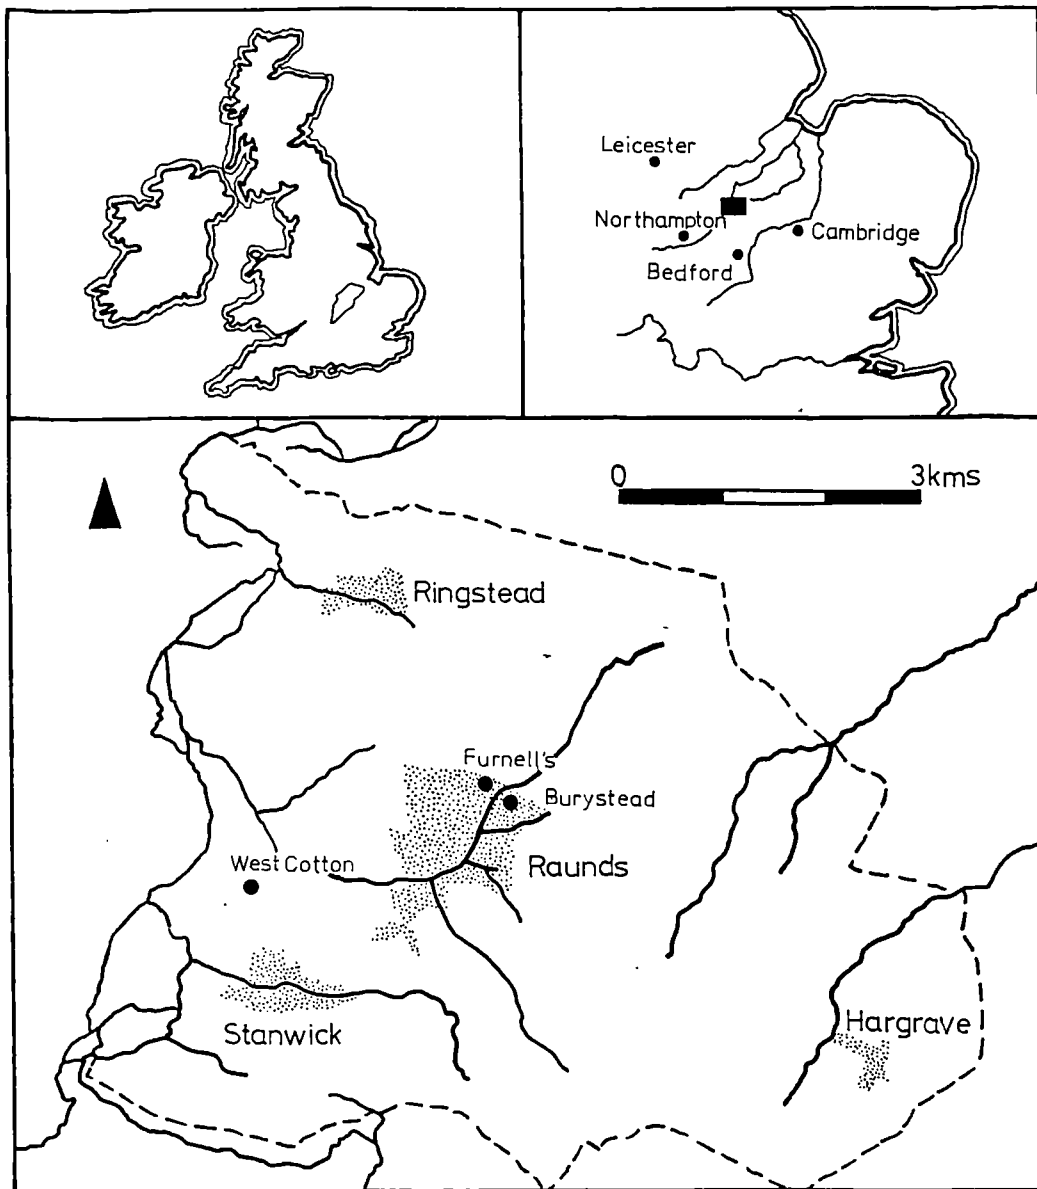 Leicester
Northampton
Cambridge
Bedford
0 3kms
Ringstead
Furnell's
Burystead
West Cotton
Raunds
Stanwick
Hargrave